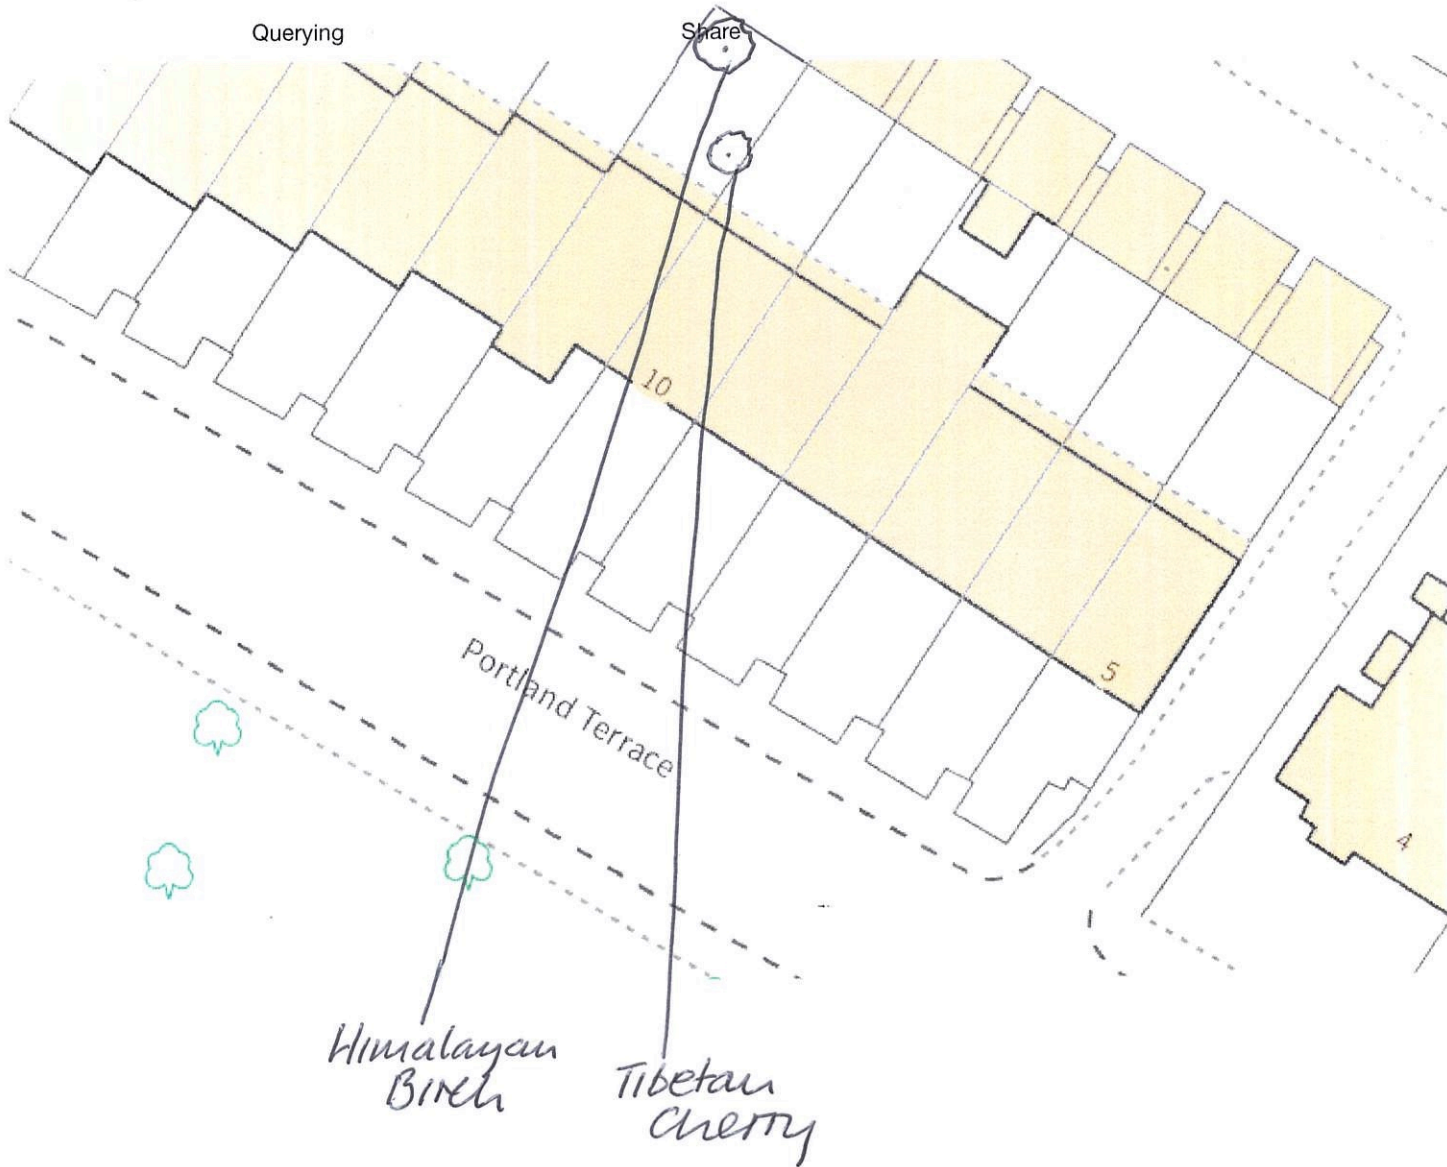 Querying
Share
10
Portland Terrace
5
4
Himalayan
Birch
Tibetan
Cherry